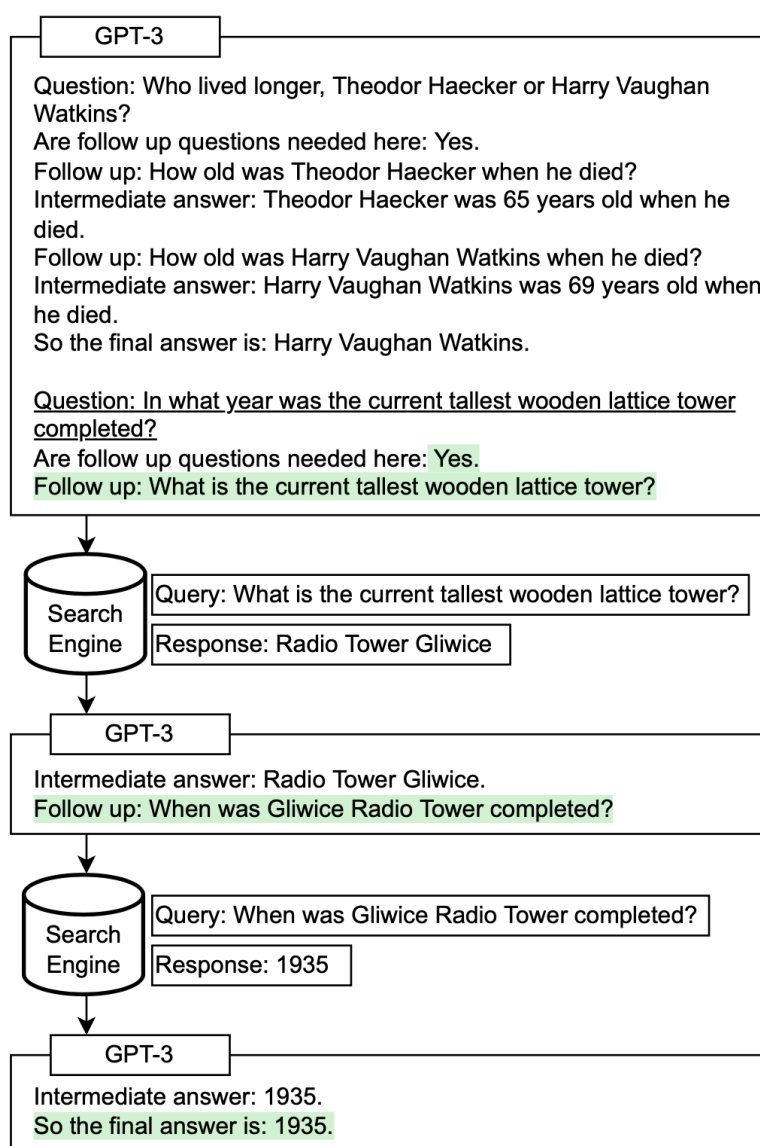 GPT-3
Question: Who lived longer, Theodor Haecker or Harry Vaughan
Watkins?
Are follow up questions needed here: Yes.
Follow up: How old was Theodor Haecker when he died?
Intermediate answer: Theodor Haecker was 65 years old when he
died.
Follow up: How old was Harry Vaughan Watkins when he died?
Intermediate answer: Harry Vaughan Watkins was 69 years old when
he died.
So the final answer is: Harry Vaughan Watkins.
Question: In what year was the current tallest wooden lattice tower
completed?
Are follow up questions needed here: Yes.
Follow up: What is the current tallest wooden lattice tower?
Search
Engine
Query: What is the current tallest wooden lattice tower?
Response: Radio Tower Gliwice
GPT-3
Intermediate answer: Radio Tower Gliwice.
Follow up: When was Gliwice Radio Tower completed?
Search
Engine
Query: When was Gliwice Radio Tower completed?
Response: 1935
GPT-3
Intermediate answer: 1935.
So the final answer is: 1935.